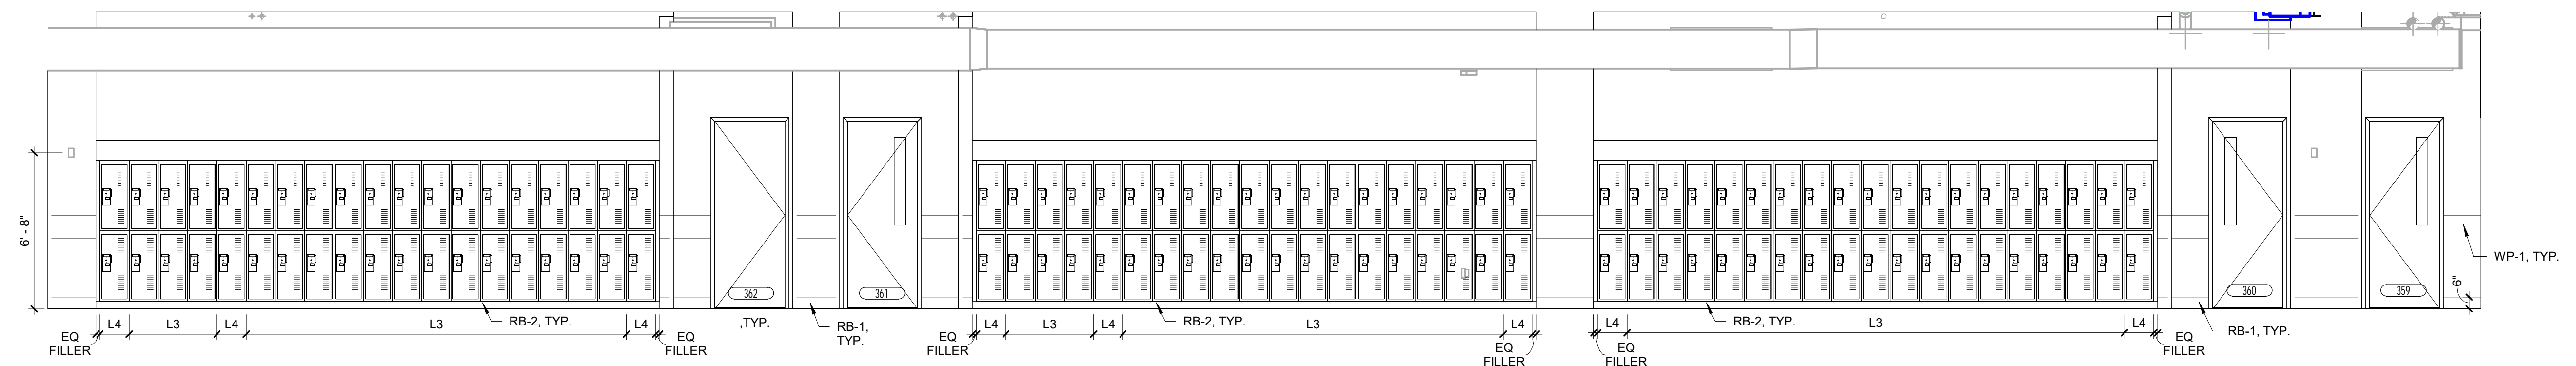 6' - 8"
362
361
360
359
WP-1, TYP.
6"
L4
L3
L4
L3
L4
RB-2, TYP.
EQ
FILLER
EQ
FILLER
,TYP.
RB-1,
TYP.
L4
L3
L4
L3
L4
RB-2, TYP.
EQ
FILLER
EQ
FILLER
L4
L3
L4
RB-2, TYP.
EQ
FILLER
EQ
FILLER
RB-1, TYP.